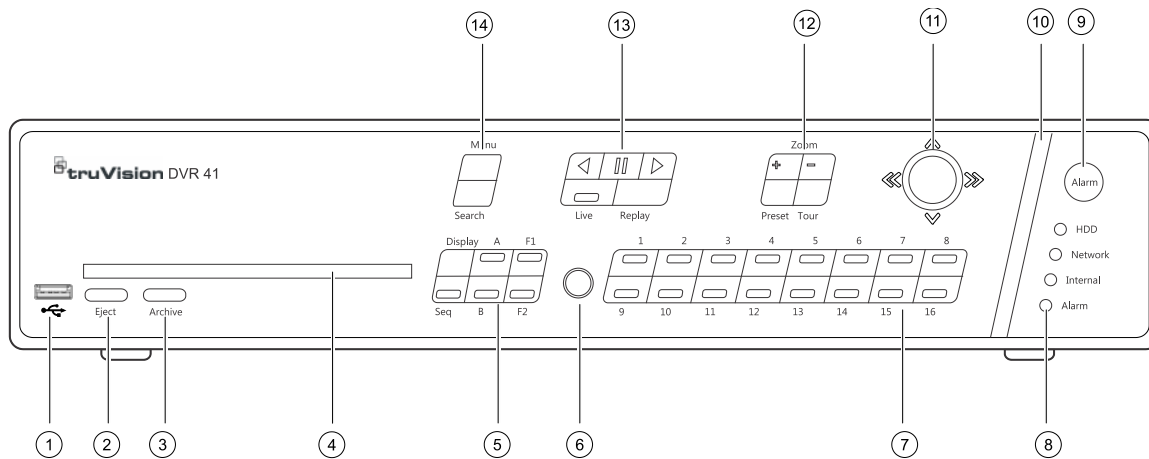 14
13
12
11
10
9
Menu
Search
Live Replay
Zoom
Preset Tour
Alarm
truVision DVR 41
HDD
Network
Internal
Alarm
Display A F1
1 2 3 4 5 6 7 8
Eject Archive
Seq B F2
9 10 11 12 13 14 15 16
1
2
3
4
5
6
7
8